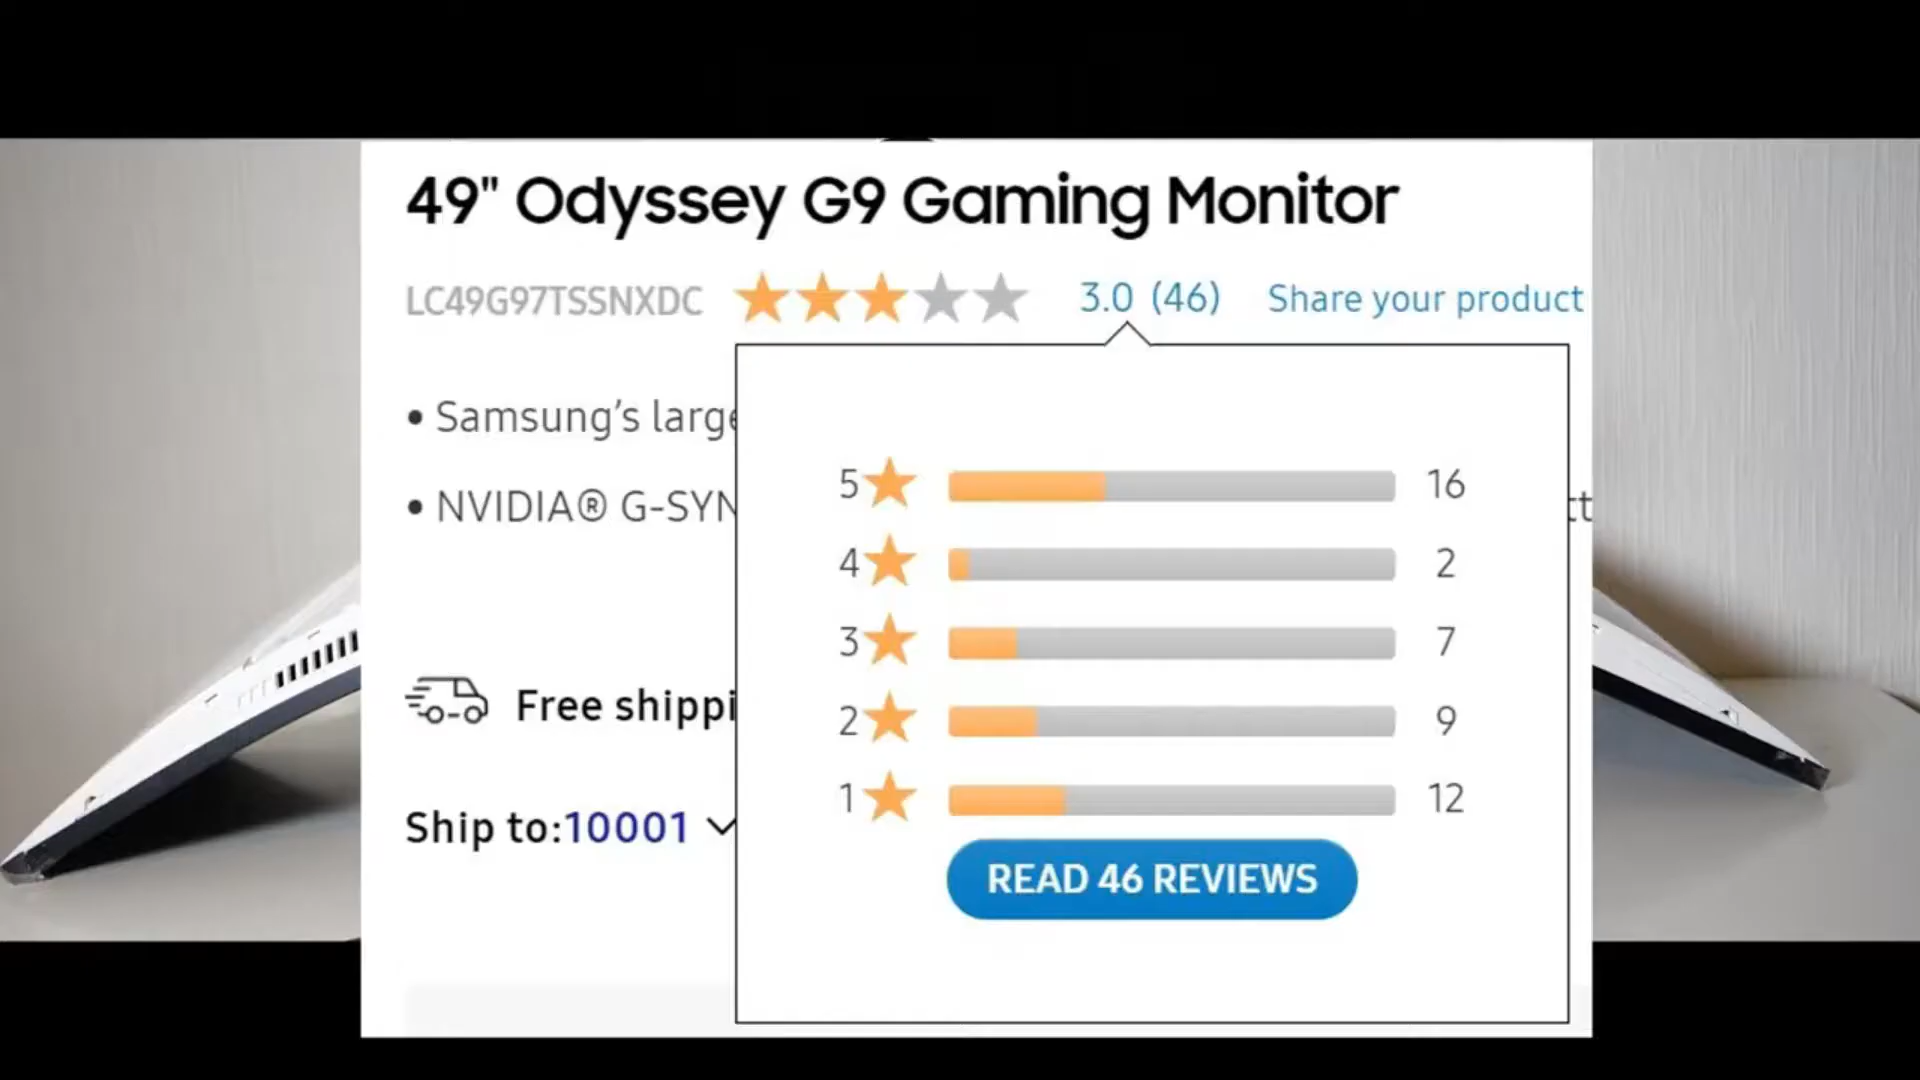 49" Odyssey G9 Gaming Monitor
LC49G97TSSNXDC 3.0 (46) Share your product
• Samsung's large
• NVIDIA® G-SYN
5 16
4 2
3 7
2 9
1 12
READ 46 REVIEWS
Free shippi
Ship to:10001